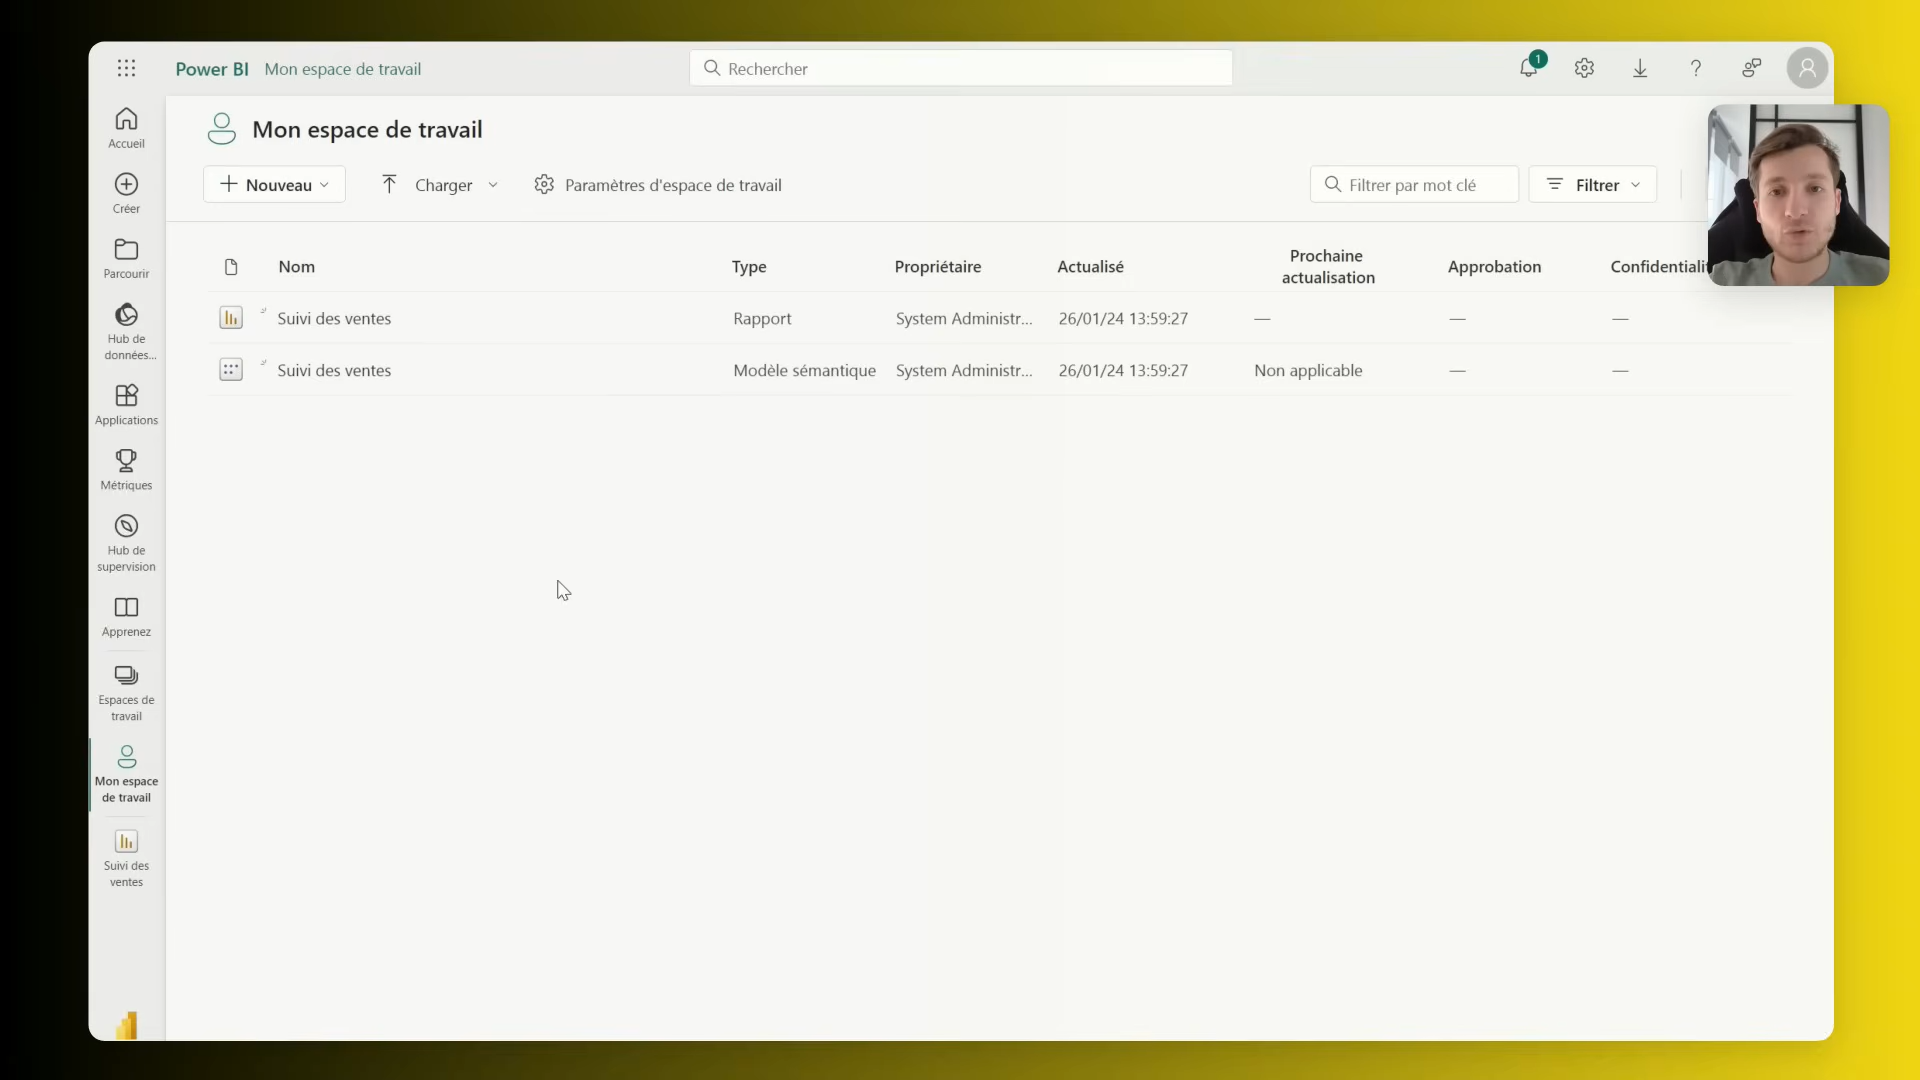 Power BI Mon espace de travail
Rechercher
1
Accueil
Créer
Parcourir
Hub de
données...
Applications
Métriques
Hub de
supervision
Apprenez
Espaces de
travail
Mon espace
de travail
Suivi des
ventes
Mon espace de travail
Nouveau
Charger
Paramètres d'espace de travail
Filtrer par mot clé
Filtrer
Nom Type Propriétaire Actualisé Prochaine actualisation Approbation Confidentialit
Suivi des ventes Rapport System Administr... 26/01/24 13:59:27 — — —
Suivi des ventes Modèle sémantique System Administr... 26/01/24 13:59:27 Non applicable — —